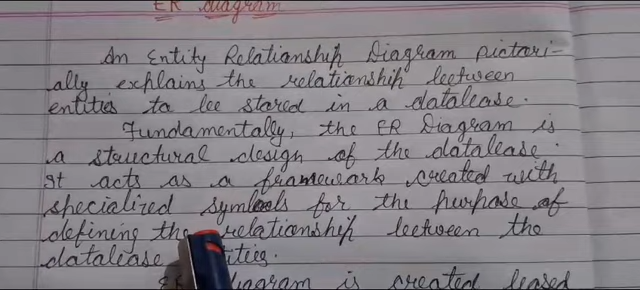 ER diagram
An Entity Relationship Diagram pictori-
ally explains the relationship between
entities to be stored in a database.
Fundamentally, the ER Diagram is
a structural design of the database.
It acts as a framework created with
specialized symbols for the purpose of
defining the relationship between the
database tities.
iagram is created based